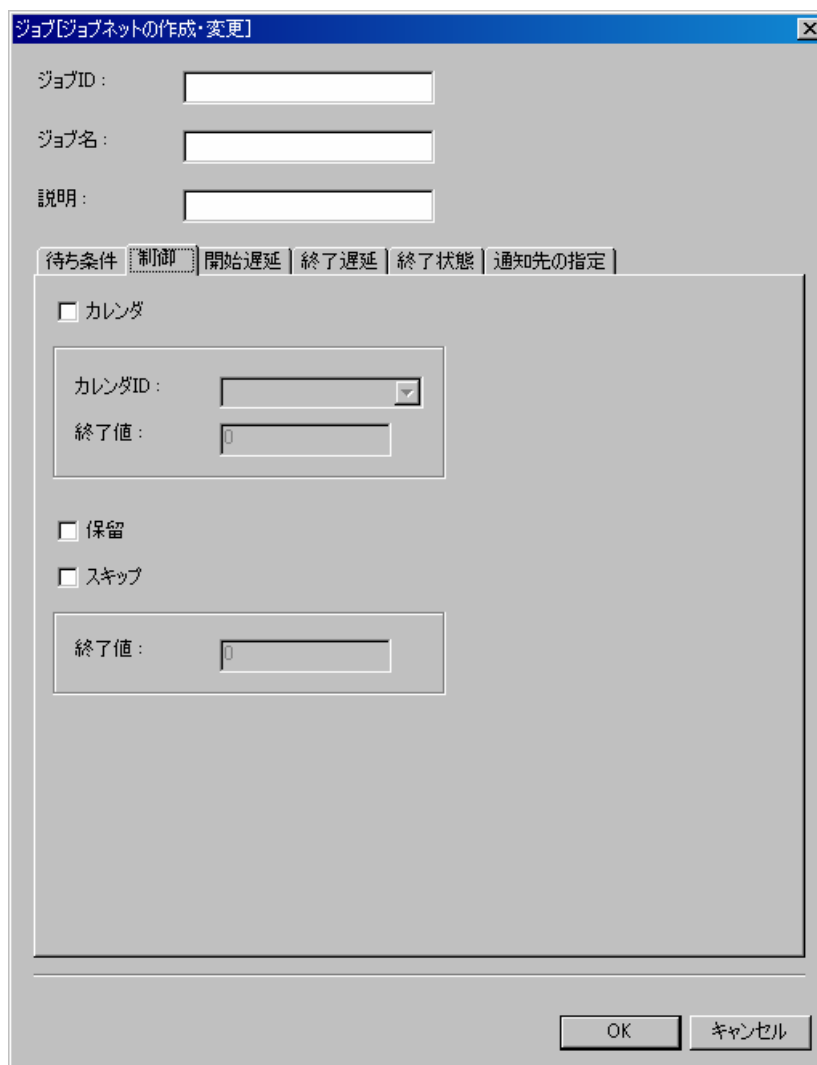 ジョブ[ジョブネットの作成・変更]
ジョブID：
ジョブ名：
説明：
待ち条件 制御 開始遅延 終了遅延 終了状態 通知先の指定
カレンダ
カレンダID：
終了値： 0
保留
スキップ
終了値： 0
OK キャンセル